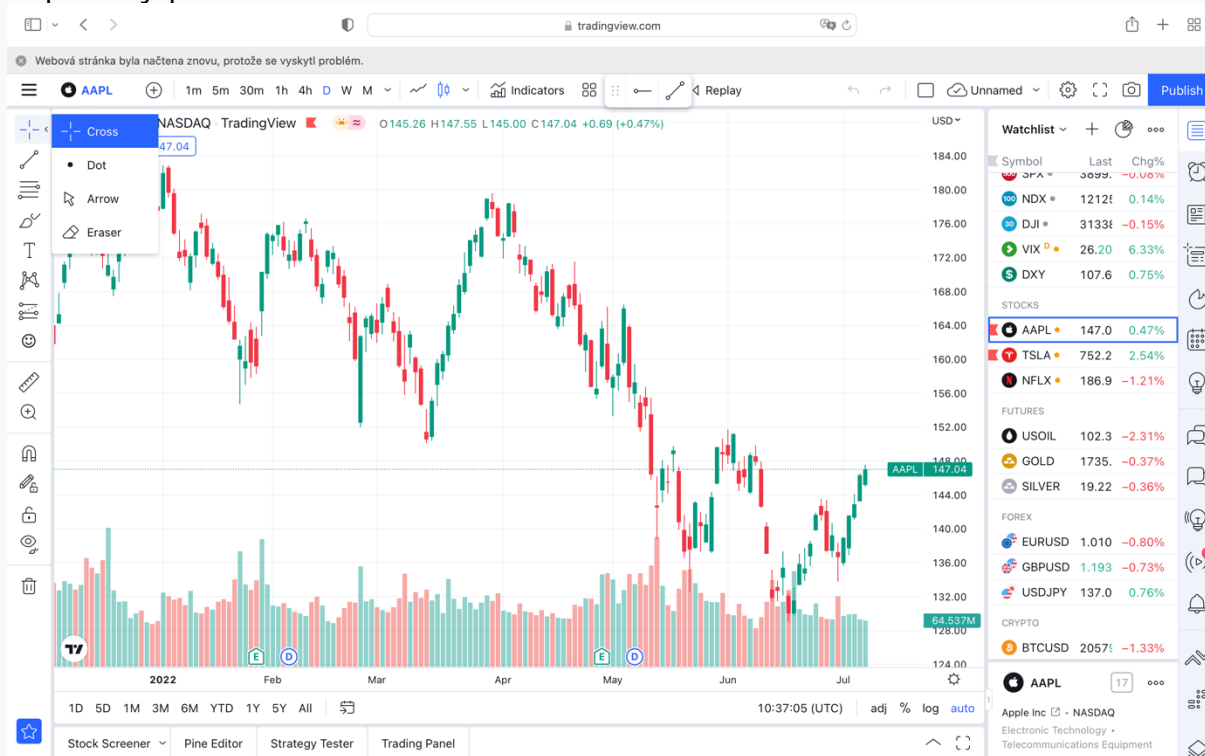 tradingview.com
Webová stránka byla načtena znovu, protože se vyskytl problém.
AAPL 1m 5m 30m 1h 4h D W M Indicators Replay Unnamed Publish
Cross
Dot
Arrow
Eraser
NASDAQ TradingView O145.26 H147.55 L145.00 C147.04 +0.69 (+0.47%)
47.04
USD
184.00
180.00
176.00
172.00
168.00
164.00
160.00
156.00
152.00
148.00
AAPL 147.04
144.00
140.00
136.00
132.00
64.537M
128.00
124.00
E D E D
2022 Feb Mar Apr May Jun Jul
1D 5D 1M 3M 6M YTD 1Y 5Y All 10:37:05 (UTC) adj % log auto
Stock Screener Pine Editor Strategy Tester Trading Panel
Watchlist
Symbol Last Chg%
SPX 3899. −0.08%
NDX 1212 0.14%
DJI 3133 −0.15%
VIX D 26.20 6.33%
DXY 107.6 0.75%
STOCKS
AAPL 147.0 0.47%
TSLA 752.2 2.54%
NFLX 186.9 −1.21%
FUTURES
USOIL 102.3 −2.31%
GOLD 1735. −0.37%
SILVER 19.22 −0.36%
FOREX
EURUSD 1.010 −0.80%
GBPUSD 1.193 −0.73%
USDJPY 137.0 0.76%
CRYPTO
BTCUSD 2057 −1.33%
AAPL 17
Apple Inc • NASDAQ
Electronic Technology •
Telecommunications Equipment